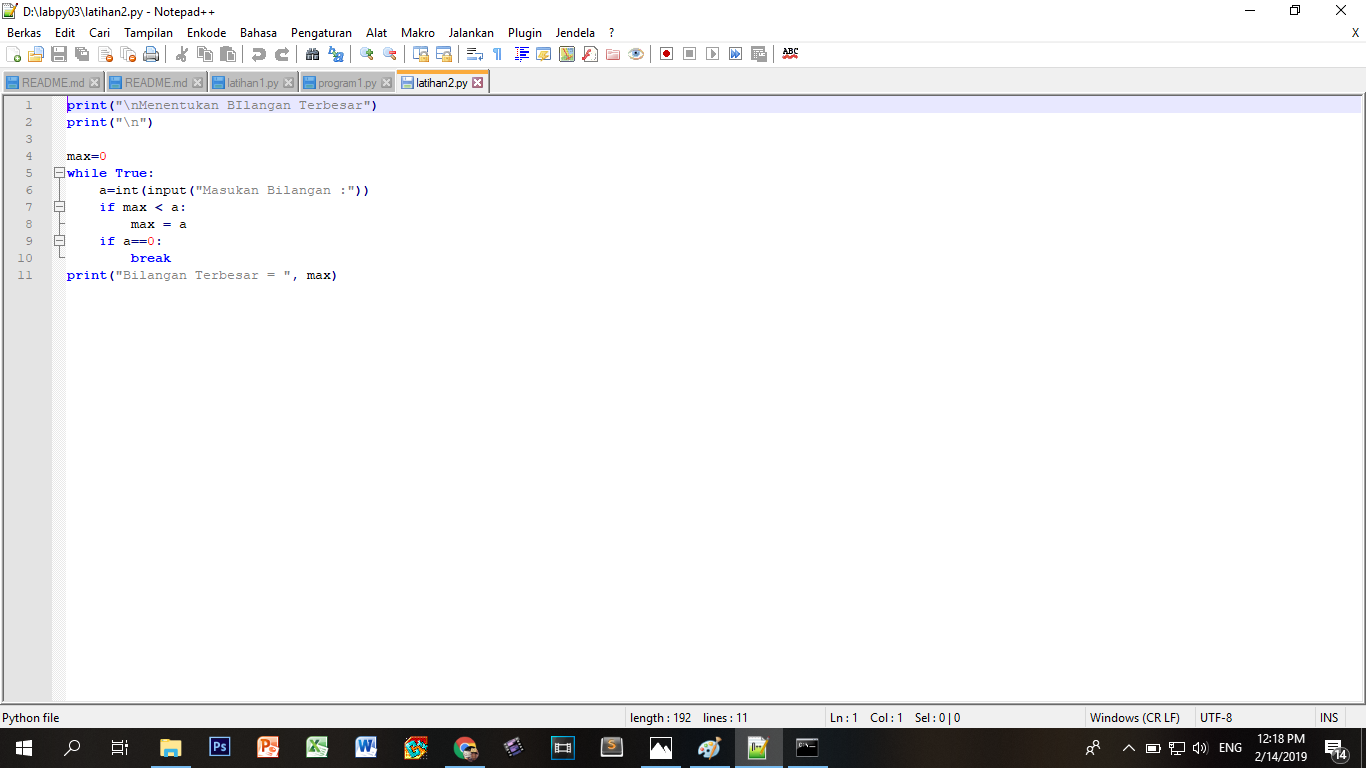 D:\labpy03\latihan2.py - Notepad++
Berkas Edit Cari Tampilan Enkode Bahasa Pengaturan Alat Makro Jalankan Plugin Jendela ? X
ABC
README.md README.md latihan1.py program1.py latihan2.py
1 print("\nMenentukan BIlangan Terbesar")
2 print("\n")
3
4 max=0
5 while True:
6 a=int(input("Masukan Bilangan :"))
7 if max < a:
8 max = a
9 if a==0:
10 break
11 print("Bilangan Terbesar = ", max)
Python file length : 192 lines : 11 Ln : 1 Col : 1 Sel : 0 | 0 Windows (CR LF) UTF-8 INS
Ps P X W S C:\_ ENG 12:18 PM
2/14/2019 14